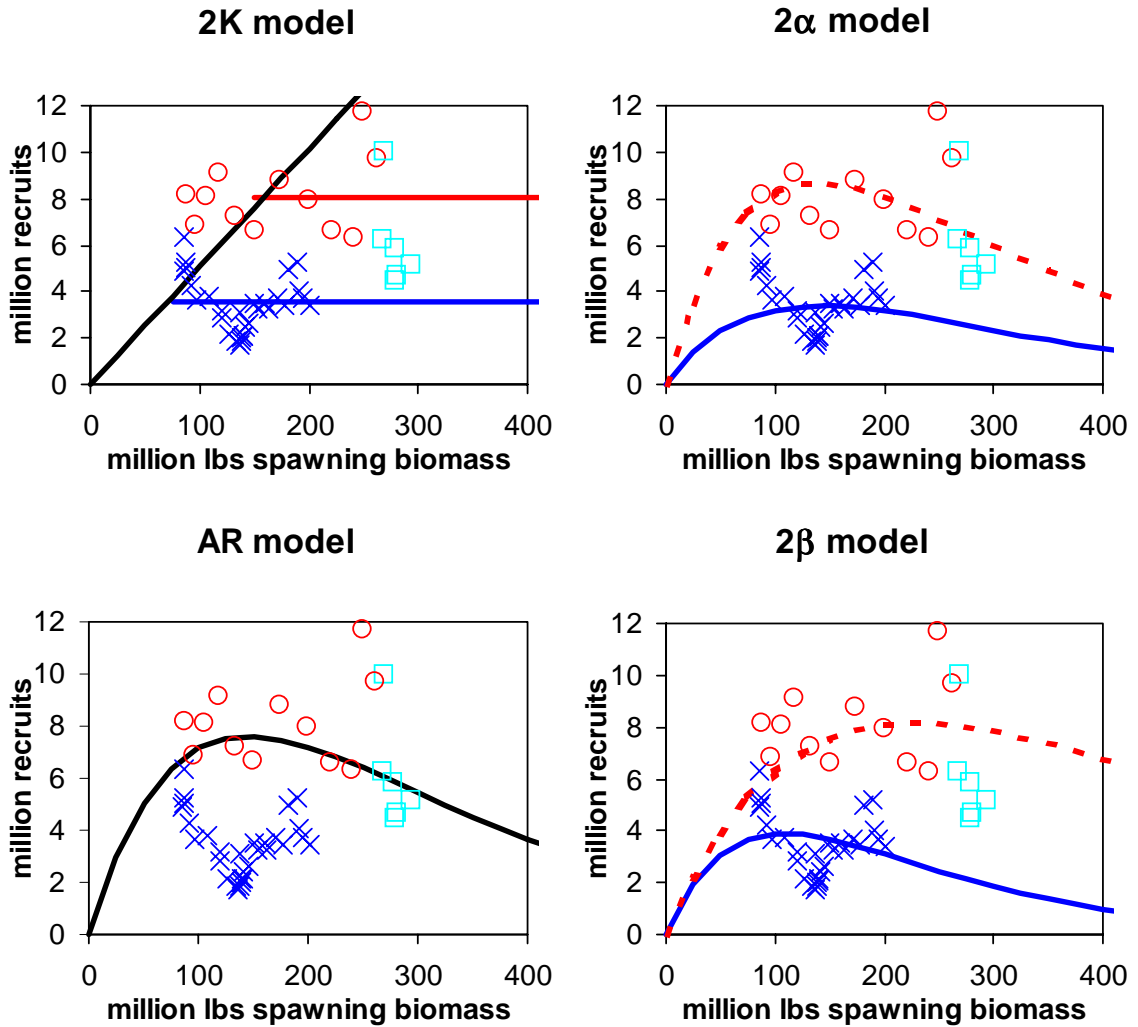 2K model
2α model
million recruits
12
10
8
6
4
2
0
0 100 200 300 400
million lbs spawning biomass
million recruits
12
10
8
6
4
2
0
0 100 200 300 400
million lbs spawning biomass
AR model
2β model
million recruits
12
10
8
6
4
2
0
0 100 200 300 400
million lbs spawning biomass
million recruits
12
10
8
6
4
2
0
0 100 200 300 400
million lbs spawning biomass